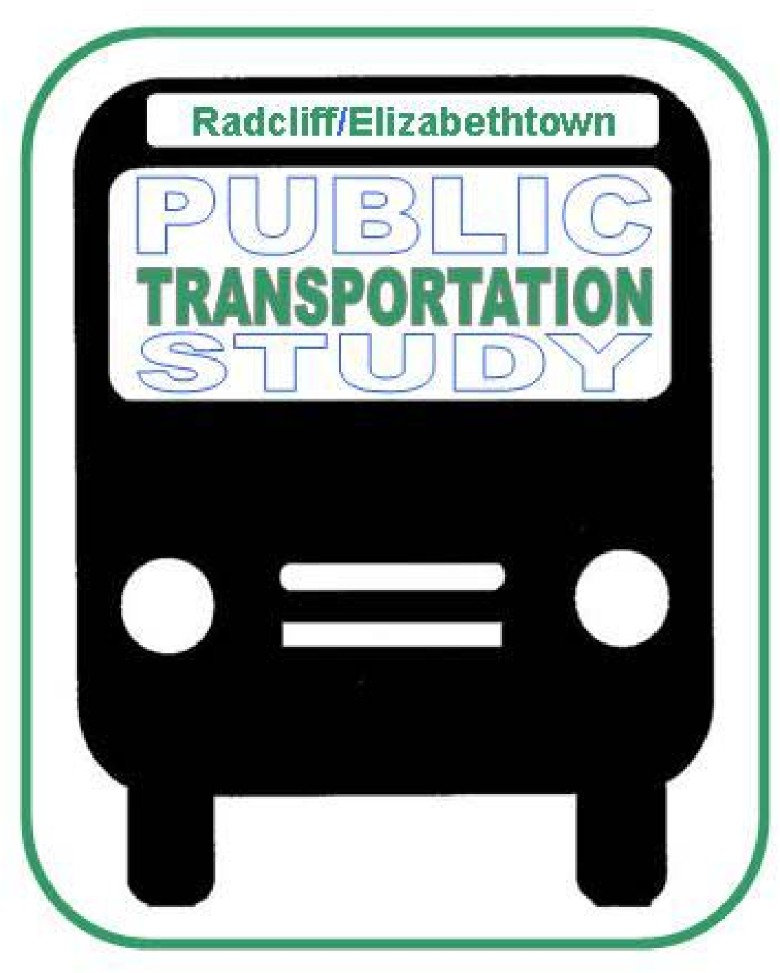 Radcliff/Elizabethtown
PUBLIC
TRANSPORTATION
STUDY